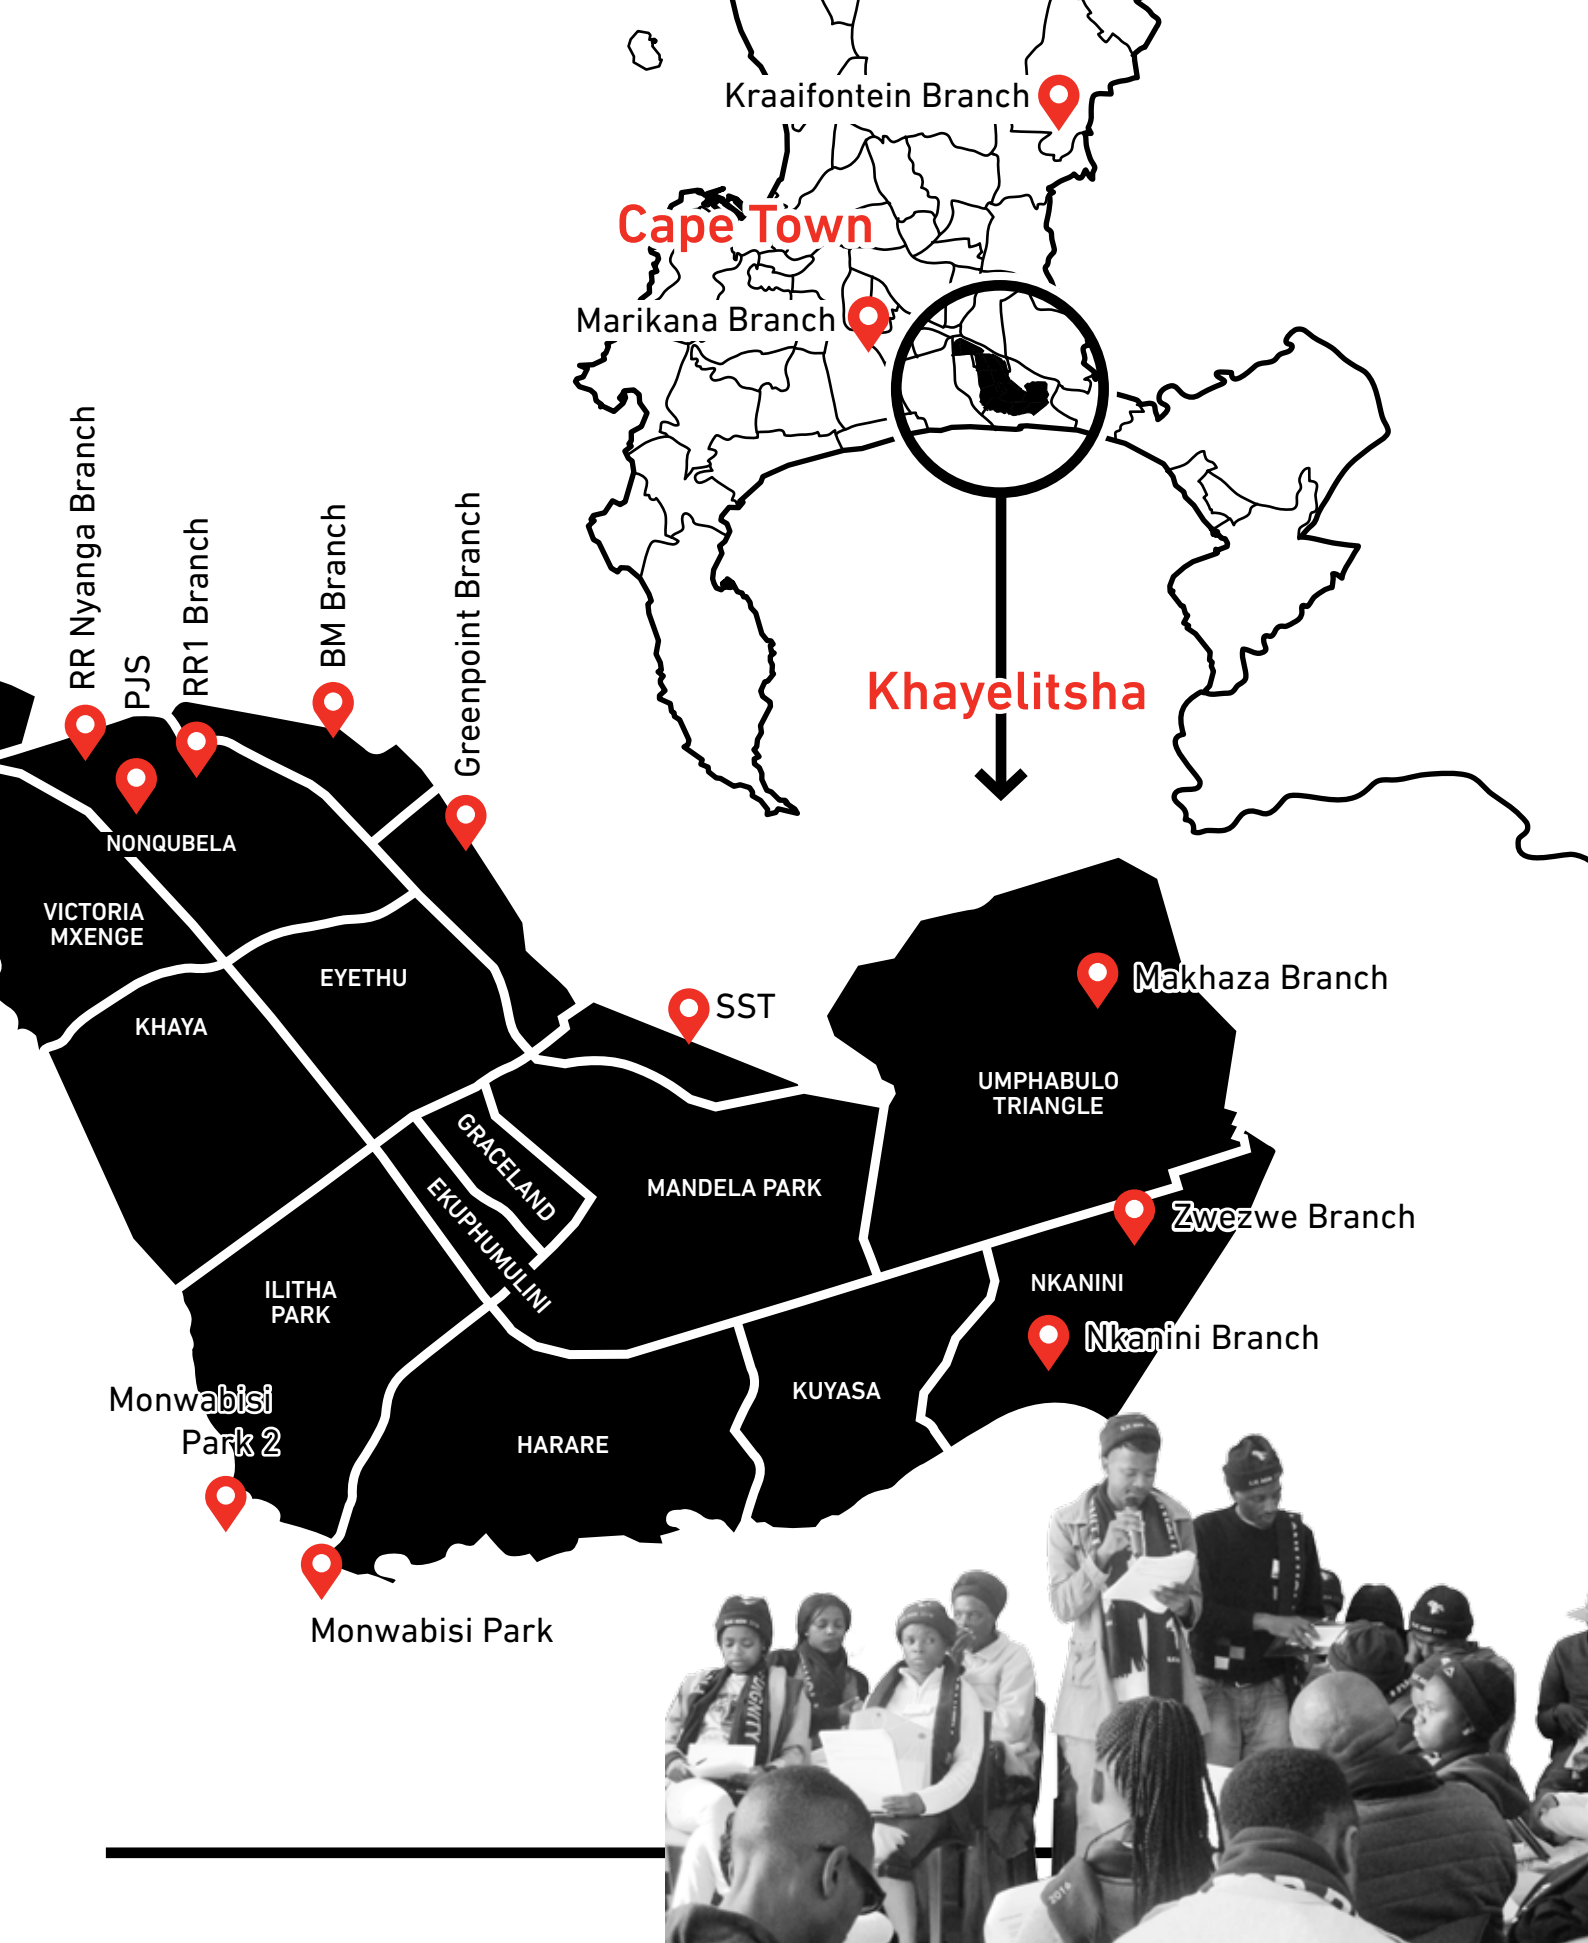 Kraaifontein Branch
Cape Town
Marikana Branch
RR Nyanga Branch
PJS
RR1 Branch
BM Branch
Greenpoint Branch
Khayelitsha
NONQUBELA
VICTORIA
MXENGE
EYETHU
KHAYA
SST
Makhaza Branch
UMPHABULO
TRIANGLE
GRACELAND
EKUPHUMULINI
MANDELA PARK
Zwezwe Branch
NKANINI
Nkanini Branch
ILITHA
PARK
KUYASA
Monwabisi
Park 2
HARARE
Monwabisi Park
DIGNITY
2016